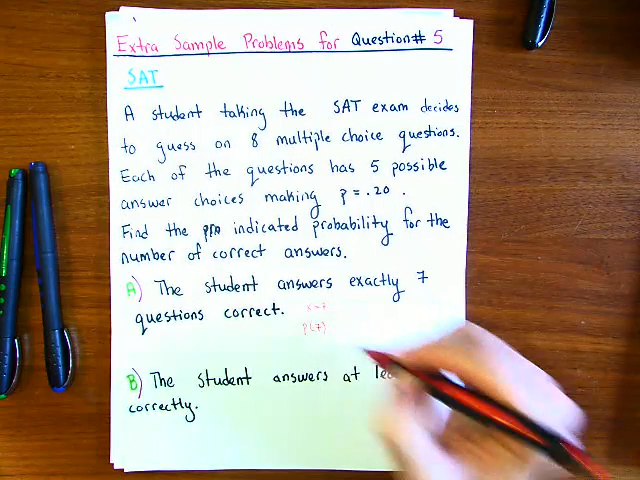 Extra Sample Problems for Question# 5
SAT
A student taking the SAT exam decides
to guess on 8 multiple choice questions.
Each of the questions has 5 possible
answer choices making p = .20 .
Find the indicated probability for the
number of correct answers.
A) The student answers exactly 7
questions correct.
x=7
P(7)
B) The student answers at
correctly.